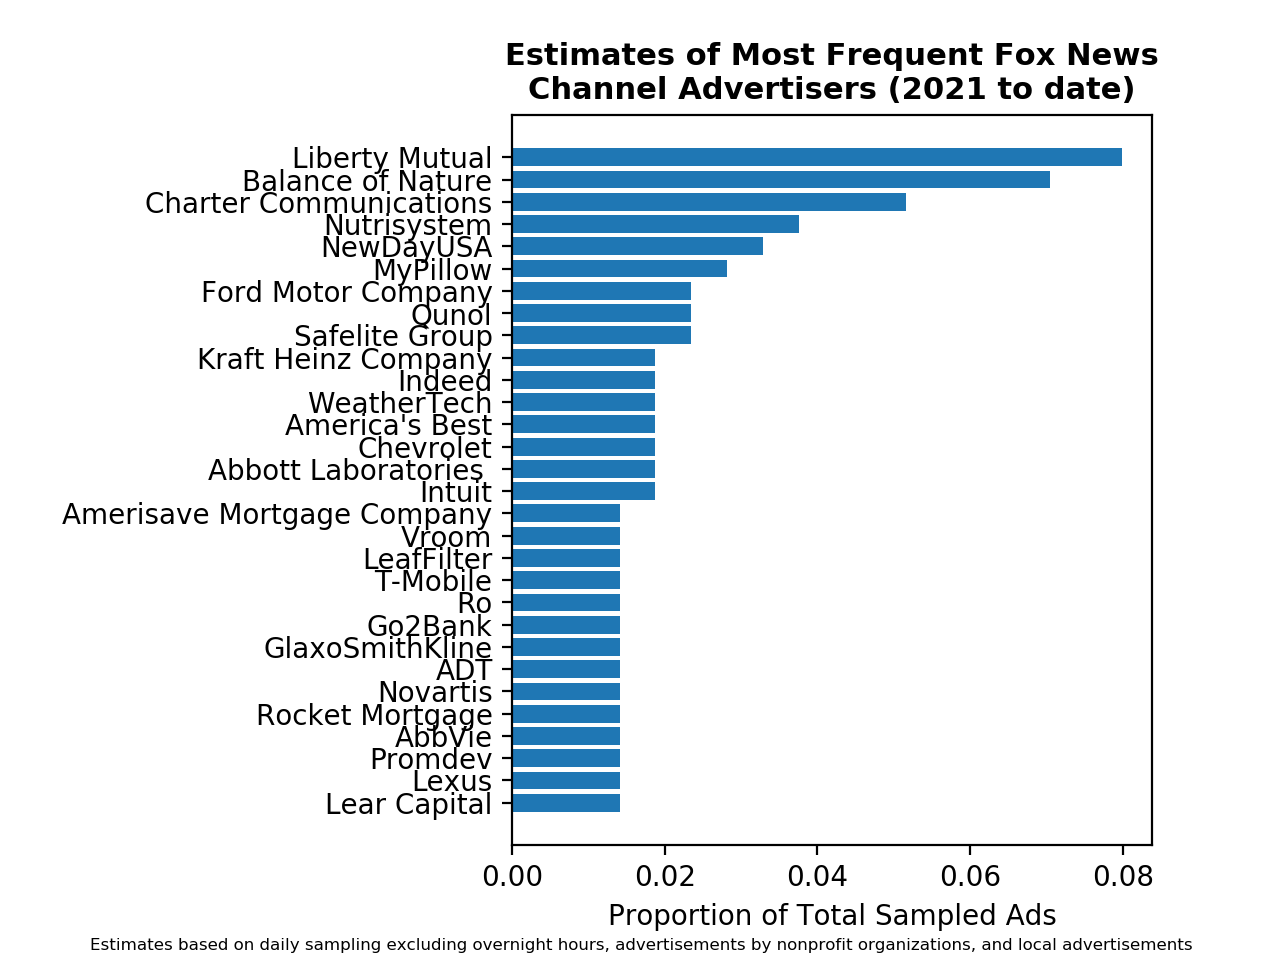 Estimates of Most Frequent Fox News
Channel Advertisers (2021 to date)
Liberty Mutual
Balance of Nature
Charter Communications
Nutrisystem
NewDayUSA
MyPillow
Ford Motor Company
Qunol
Safelite Group
Kraft Heinz Company
Indeed
WeatherTech
America's Best
Chevrolet
Abbott Laboratories
Intuit
Amerisave Mortgage Company
Vroom
LeafFilter
T-Mobile
Ro
Go2Bank
GlaxoSmithKline
ADT
Novartis
Rocket Mortgage
AbbVie
Promdev
Lexus
Lear Capital
0.00 0.02 0.04 0.06 0.08
Proportion of Total Sampled Ads
Estimates based on daily sampling excluding overnight hours, advertisements by nonprofit organizations, and local advertisements